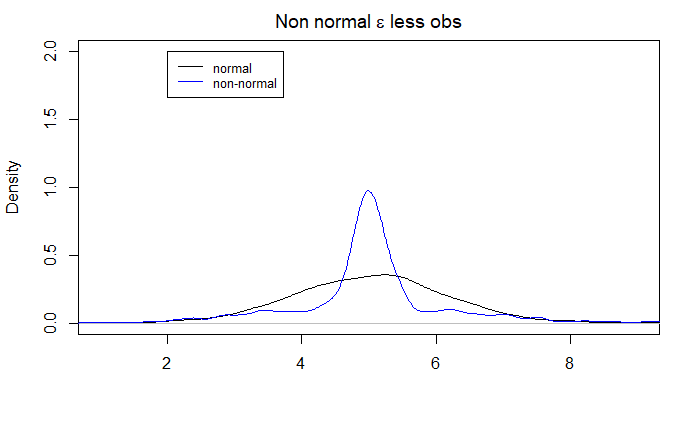 Non normal ε less obs
normal
non-normal
Density
2.0
1.5
1.0
0.5
0.0
2 4 6 8